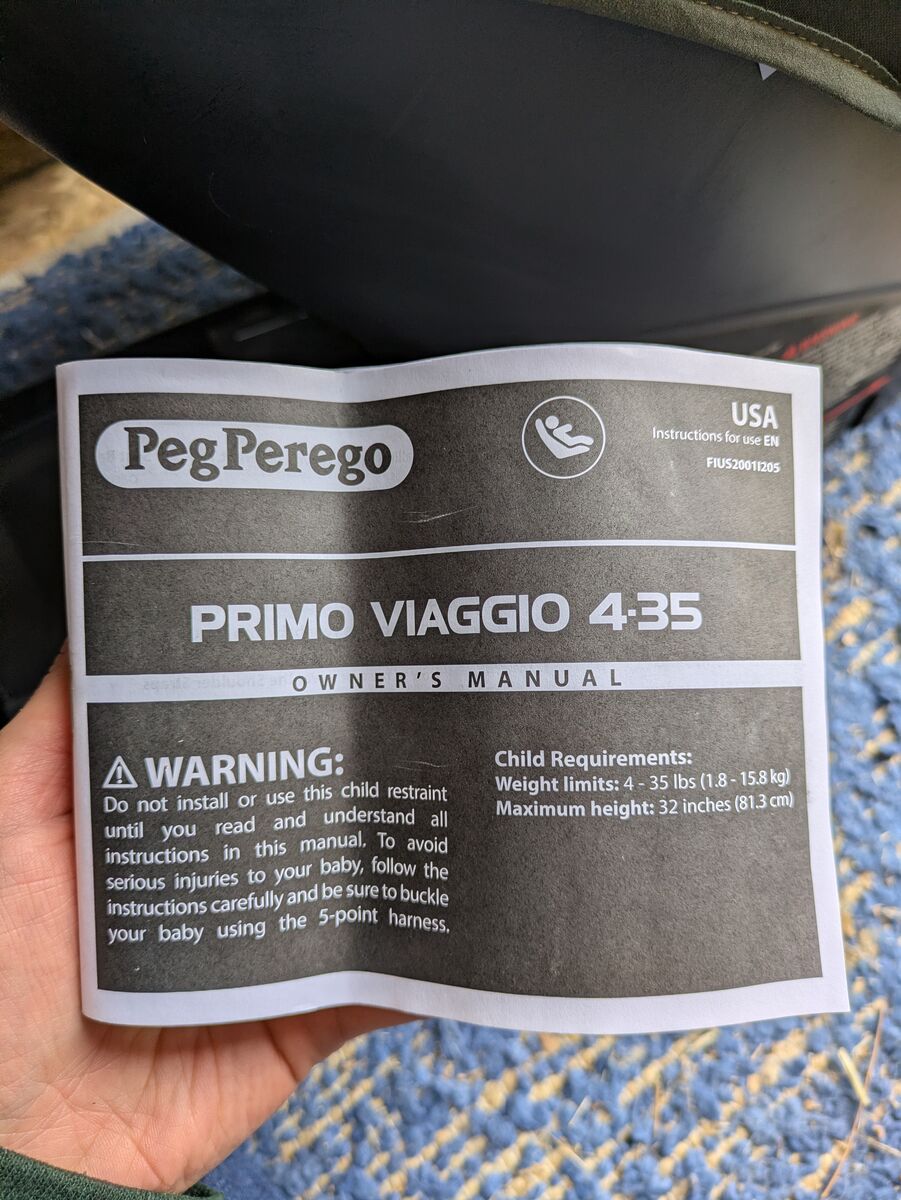 PegPerego
USA
Instructions for use EN
FIUS2001I205
PRIMO VIAGGIO 4-35
OWNER'S MANUAL
WARNING:
Do not install or use this child restraint
until you read and understand all
instructions in this manual. To avoid
serious injuries to your baby, follow the
instructions carefully and be sure to buckle
your baby using the 5-point harness.
Child Requirements:
Weight limits: 4 - 35 lbs (1.8 - 15.8 kg)
Maximum height: 32 inches (81.3 cm)